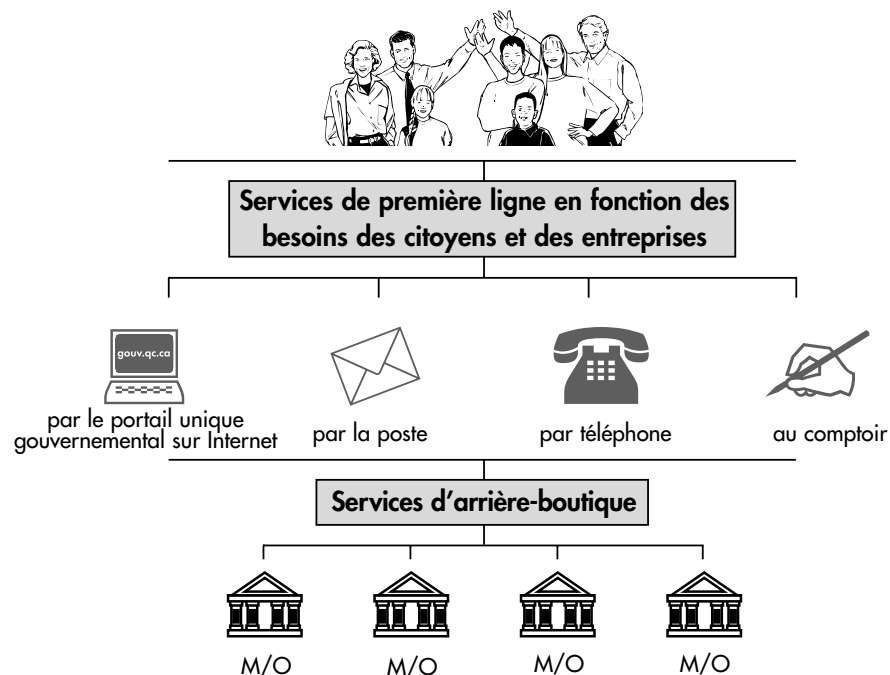 Services de première ligne en fonction des
besoins des citoyens et des entreprises
gouv.qc.ca
par le portail unique
gouvernemental sur Internet
par la poste
par téléphone
au comptoir
Services d'arrière-boutique
M/O
M/O
M/O
M/O